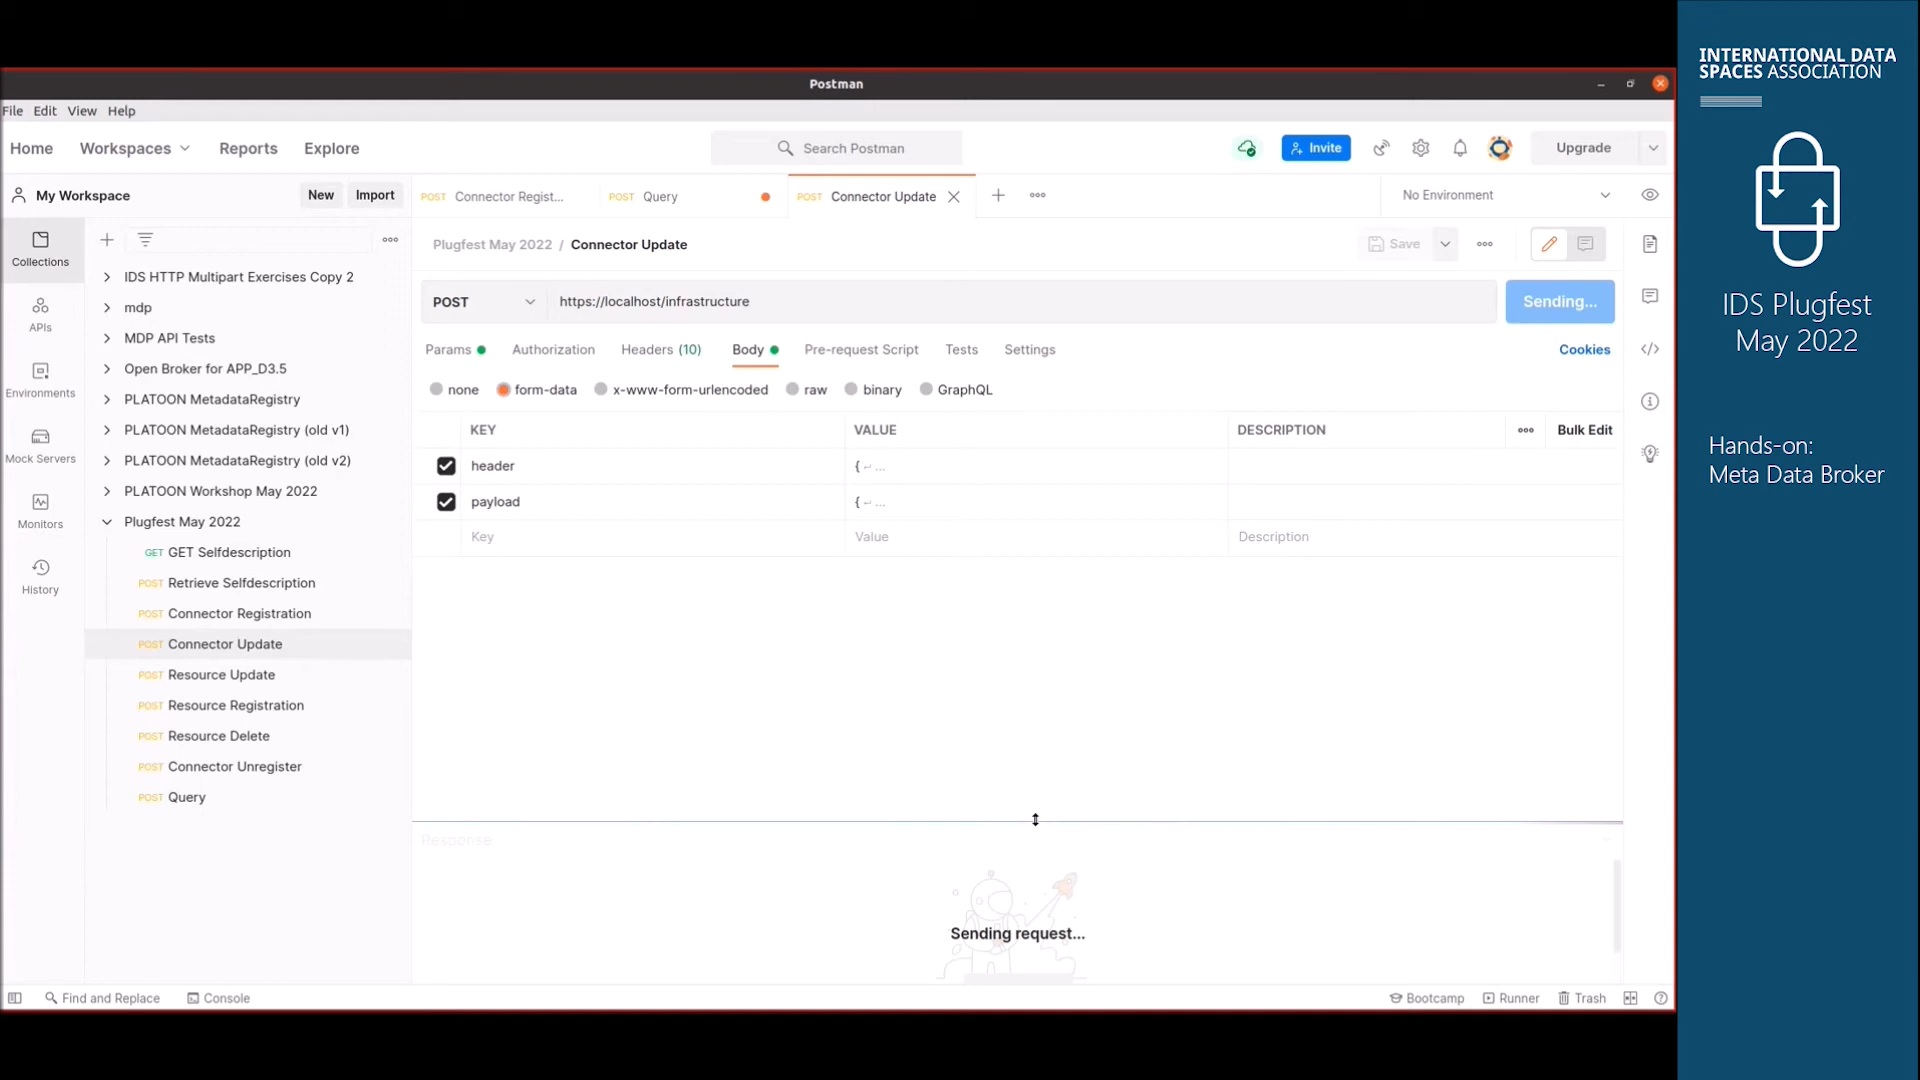 Postman
File Edit View Help
Home Workspaces Reports Explore
Search Postman
Invite
Upgrade
My Workspace
New
Import
POST Connector Regist...
POST Query
POST Connector Update
No Environment
Collections
APIs
Environments
Mock Servers
Monitors
History
IDS HTTP Multipart Exercises Copy 2
mdp
MDP API Tests
Open Broker for APP_D3.5
PLATOON MetadataRegistry
PLATOON MetadataRegistry (old v1)
PLATOON MetadataRegistry (old v2)
PLATOON Workshop May 2022
Plugfest May 2022
GET GET Selfdescription
POST Retrieve Selfdescription
POST Connector Registration
POST Connector Update
POST Resource Update
POST Resource Registration
POST Resource Delete
POST Connector Unregister
POST Query
Plugfest May 2022 / Connector Update
Save
POST
https://localhost/infrastructure
Sending...
Params Authorization Headers (10) Body Pre-request Script Tests Settings
Cookies
none form-data x-www-form-urlencoded raw binary GraphQL
KEY VALUE DESCRIPTION
Bulk Edit
header { ↵ ...
payload { ↵ ...
Key Value Description
Response
Sending request...
Find and Replace
Console
Bootcamp
Runner
Trash
INTERNATIONAL DATA
SPACES ASSOCIATION
IDS Plugfest
May 2022
Hands-on:
Meta Data Broker